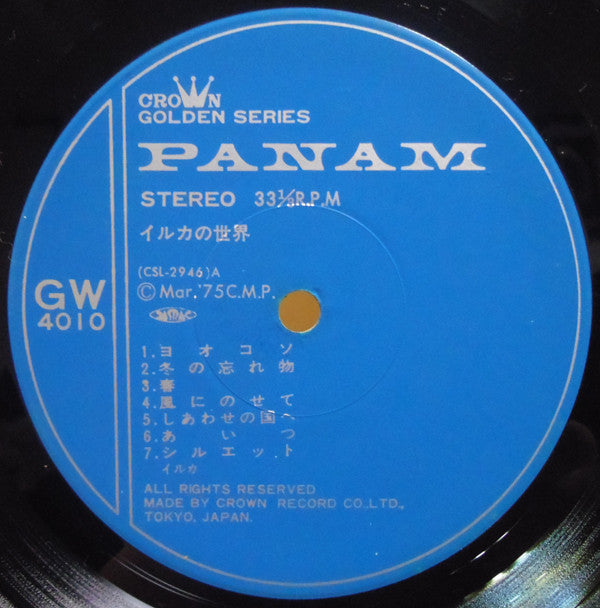 CROWN
GOLDEN SERIES
PANAM
STEREO 33⅓R.P.M
イルカの世界
(CSL-2946)A
Ⓒ Mar.'75 C.M.P.
GW
4010
1. ヨオコソ
2. 冬の忘れ物
3. 春
4. 風にのせて
5. しあわせの国へ
6. あいつ
7. シルエット
イルカ
ALL RIGHTS RESERVED
MADE BY CROWN RECORD CO.LTD.,
TOKYO, JAPAN.